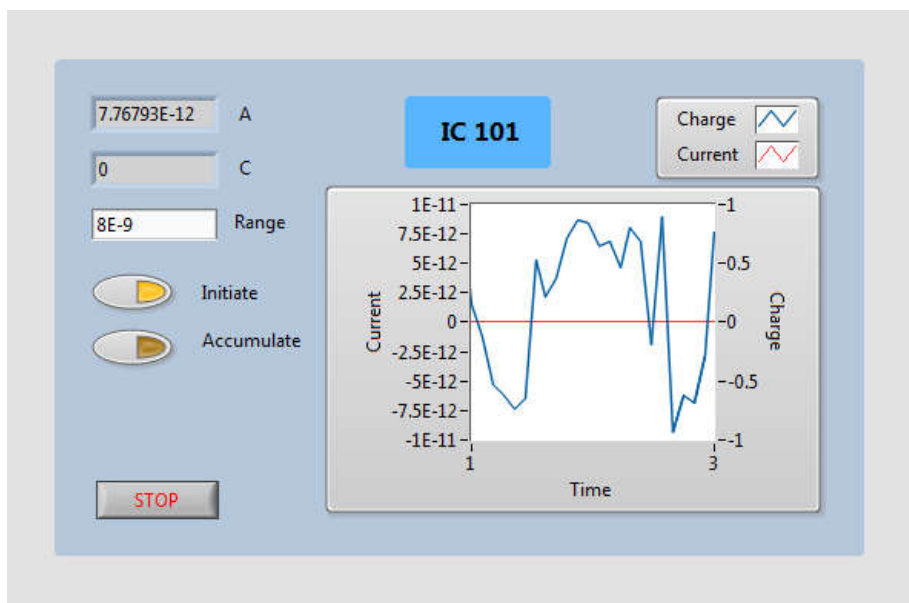 7.76793E-12 A
0 C
8E-9 Range
Initiate
Accumulate
STOP
IC 101
Charge
Current
1E-11
7.5E-12
5E-12
2.5E-12
0
-2.5E-12
-5E-12
-7.5E-12
-1E-11
Current
1
0.5
0
-0.5
-1
Charge
1 3
Time